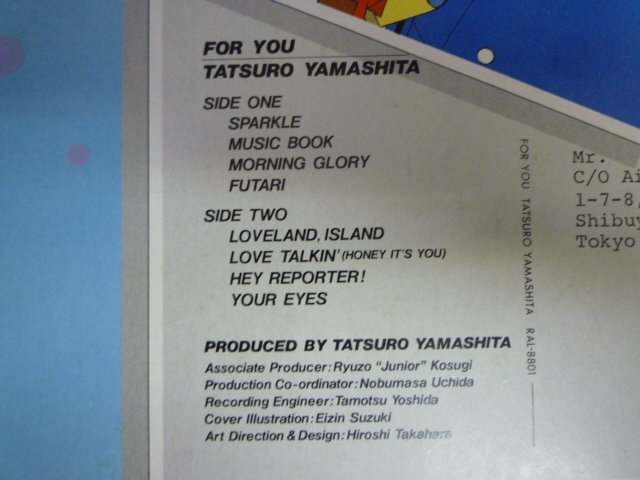 FOR YOU
TATSURO YAMASHITA
SIDE ONE
SPARKLE
MUSIC BOOK
MORNING GLORY
FUTARI
SIDE TWO
LOVELAND, ISLAND
LOVE TALKIN' (HONEY IT'S YOU)
HEY REPORTER!
YOUR EYES
PRODUCED BY TATSURO YAMASHITA
Associate Producer: Ryuzo "Junior" Kosugi
Production Co-ordinator: Nobumasa Uchida
Recording Engineer: Tamotsu Yoshida
Cover Illustration: Eizin Suzuki
Art Direction & Design: Hiroshi Takahara
FOR YOU TATSURO YAMASHITA RAL-8801
Mr.
C/O Ai
1-7-8,
Shibuy
Tokyo